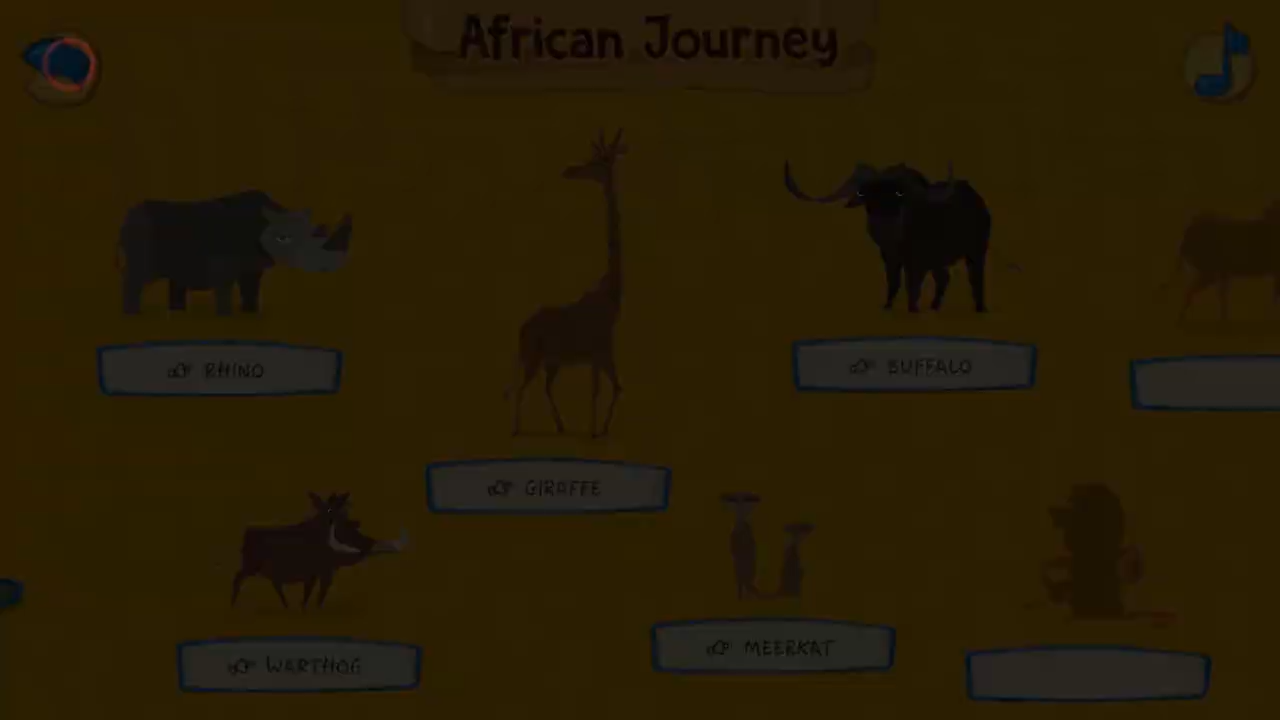 African Journey
RHINO
BUFFALO
GIRAFFE
WARTHOG
MEERKAT